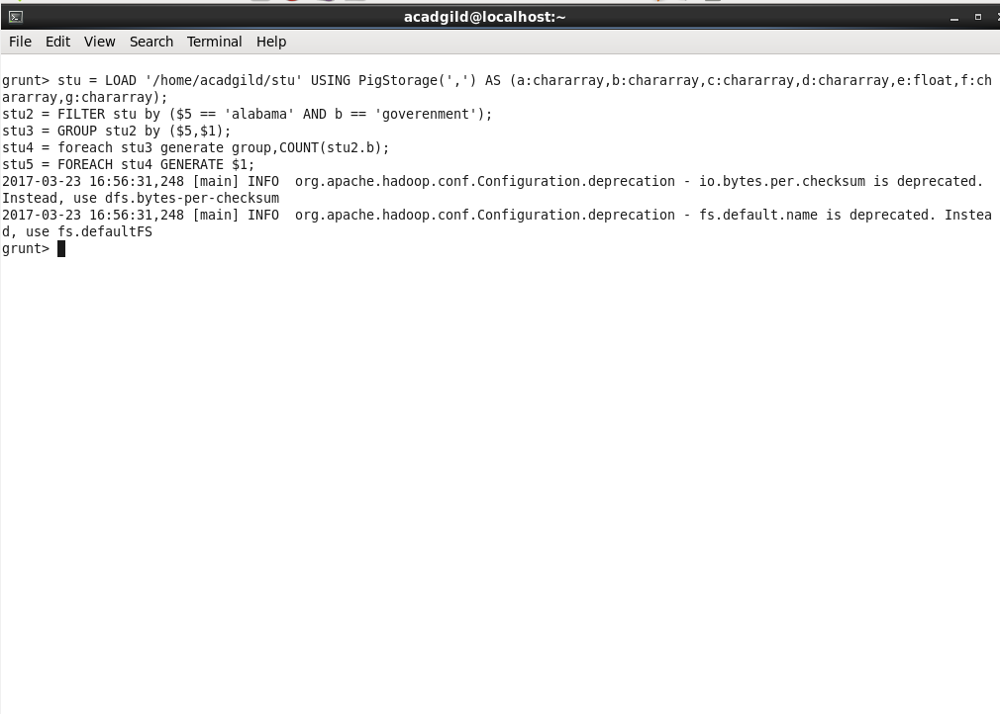 acadgild@localhost:~
File Edit View Search Terminal Help
grunt> stu = LOAD '/home/acadgild/stu' USING PigStorage(',') AS (a:chararray,b:chararray,c:chararray,d:chararray,e:float,f:ch
ararray,g:chararray);
stu2 = FILTER stu by ($5 == 'alabama' AND b == 'goverenment');
stu3 = GROUP stu2 by ($5,$1);
stu4 = foreach stu3 generate group,COUNT(stu2.b);
stu5 = FOREACH stu4 GENERATE $1;
2017-03-23 16:56:31,248 [main] INFO  org.apache.hadoop.conf.Configuration.deprecation - io.bytes.per.checksum is deprecated.
Instead, use dfs.bytes-per-checksum
2017-03-23 16:56:31,248 [main] INFO  org.apache.hadoop.conf.Configuration.deprecation - fs.default.name is deprecated. Instea
d, use fs.defaultFS
grunt>